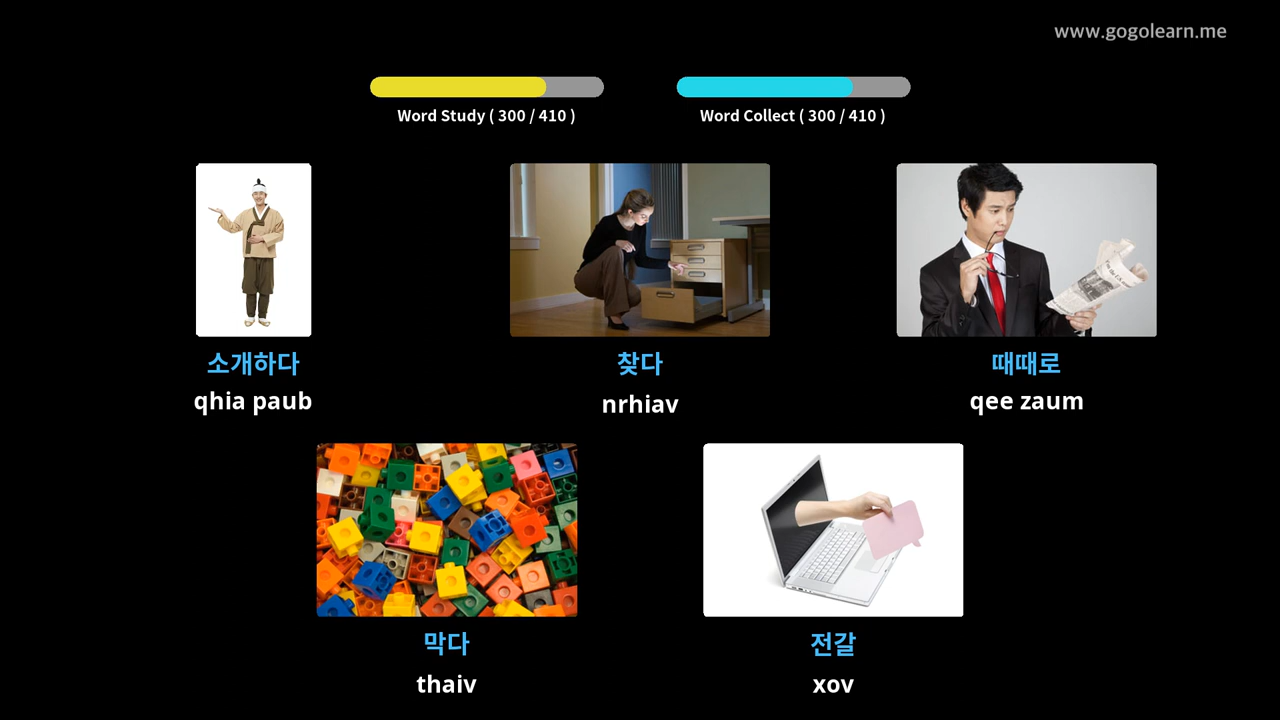 www.gogolearn.me
Word Study ( 300 / 410 )
Word Collect ( 300 / 410 )
소개하다
qhia paub
찾다
nrhiav
때때로
qee zaum
막다
thaiv
전갈
xov